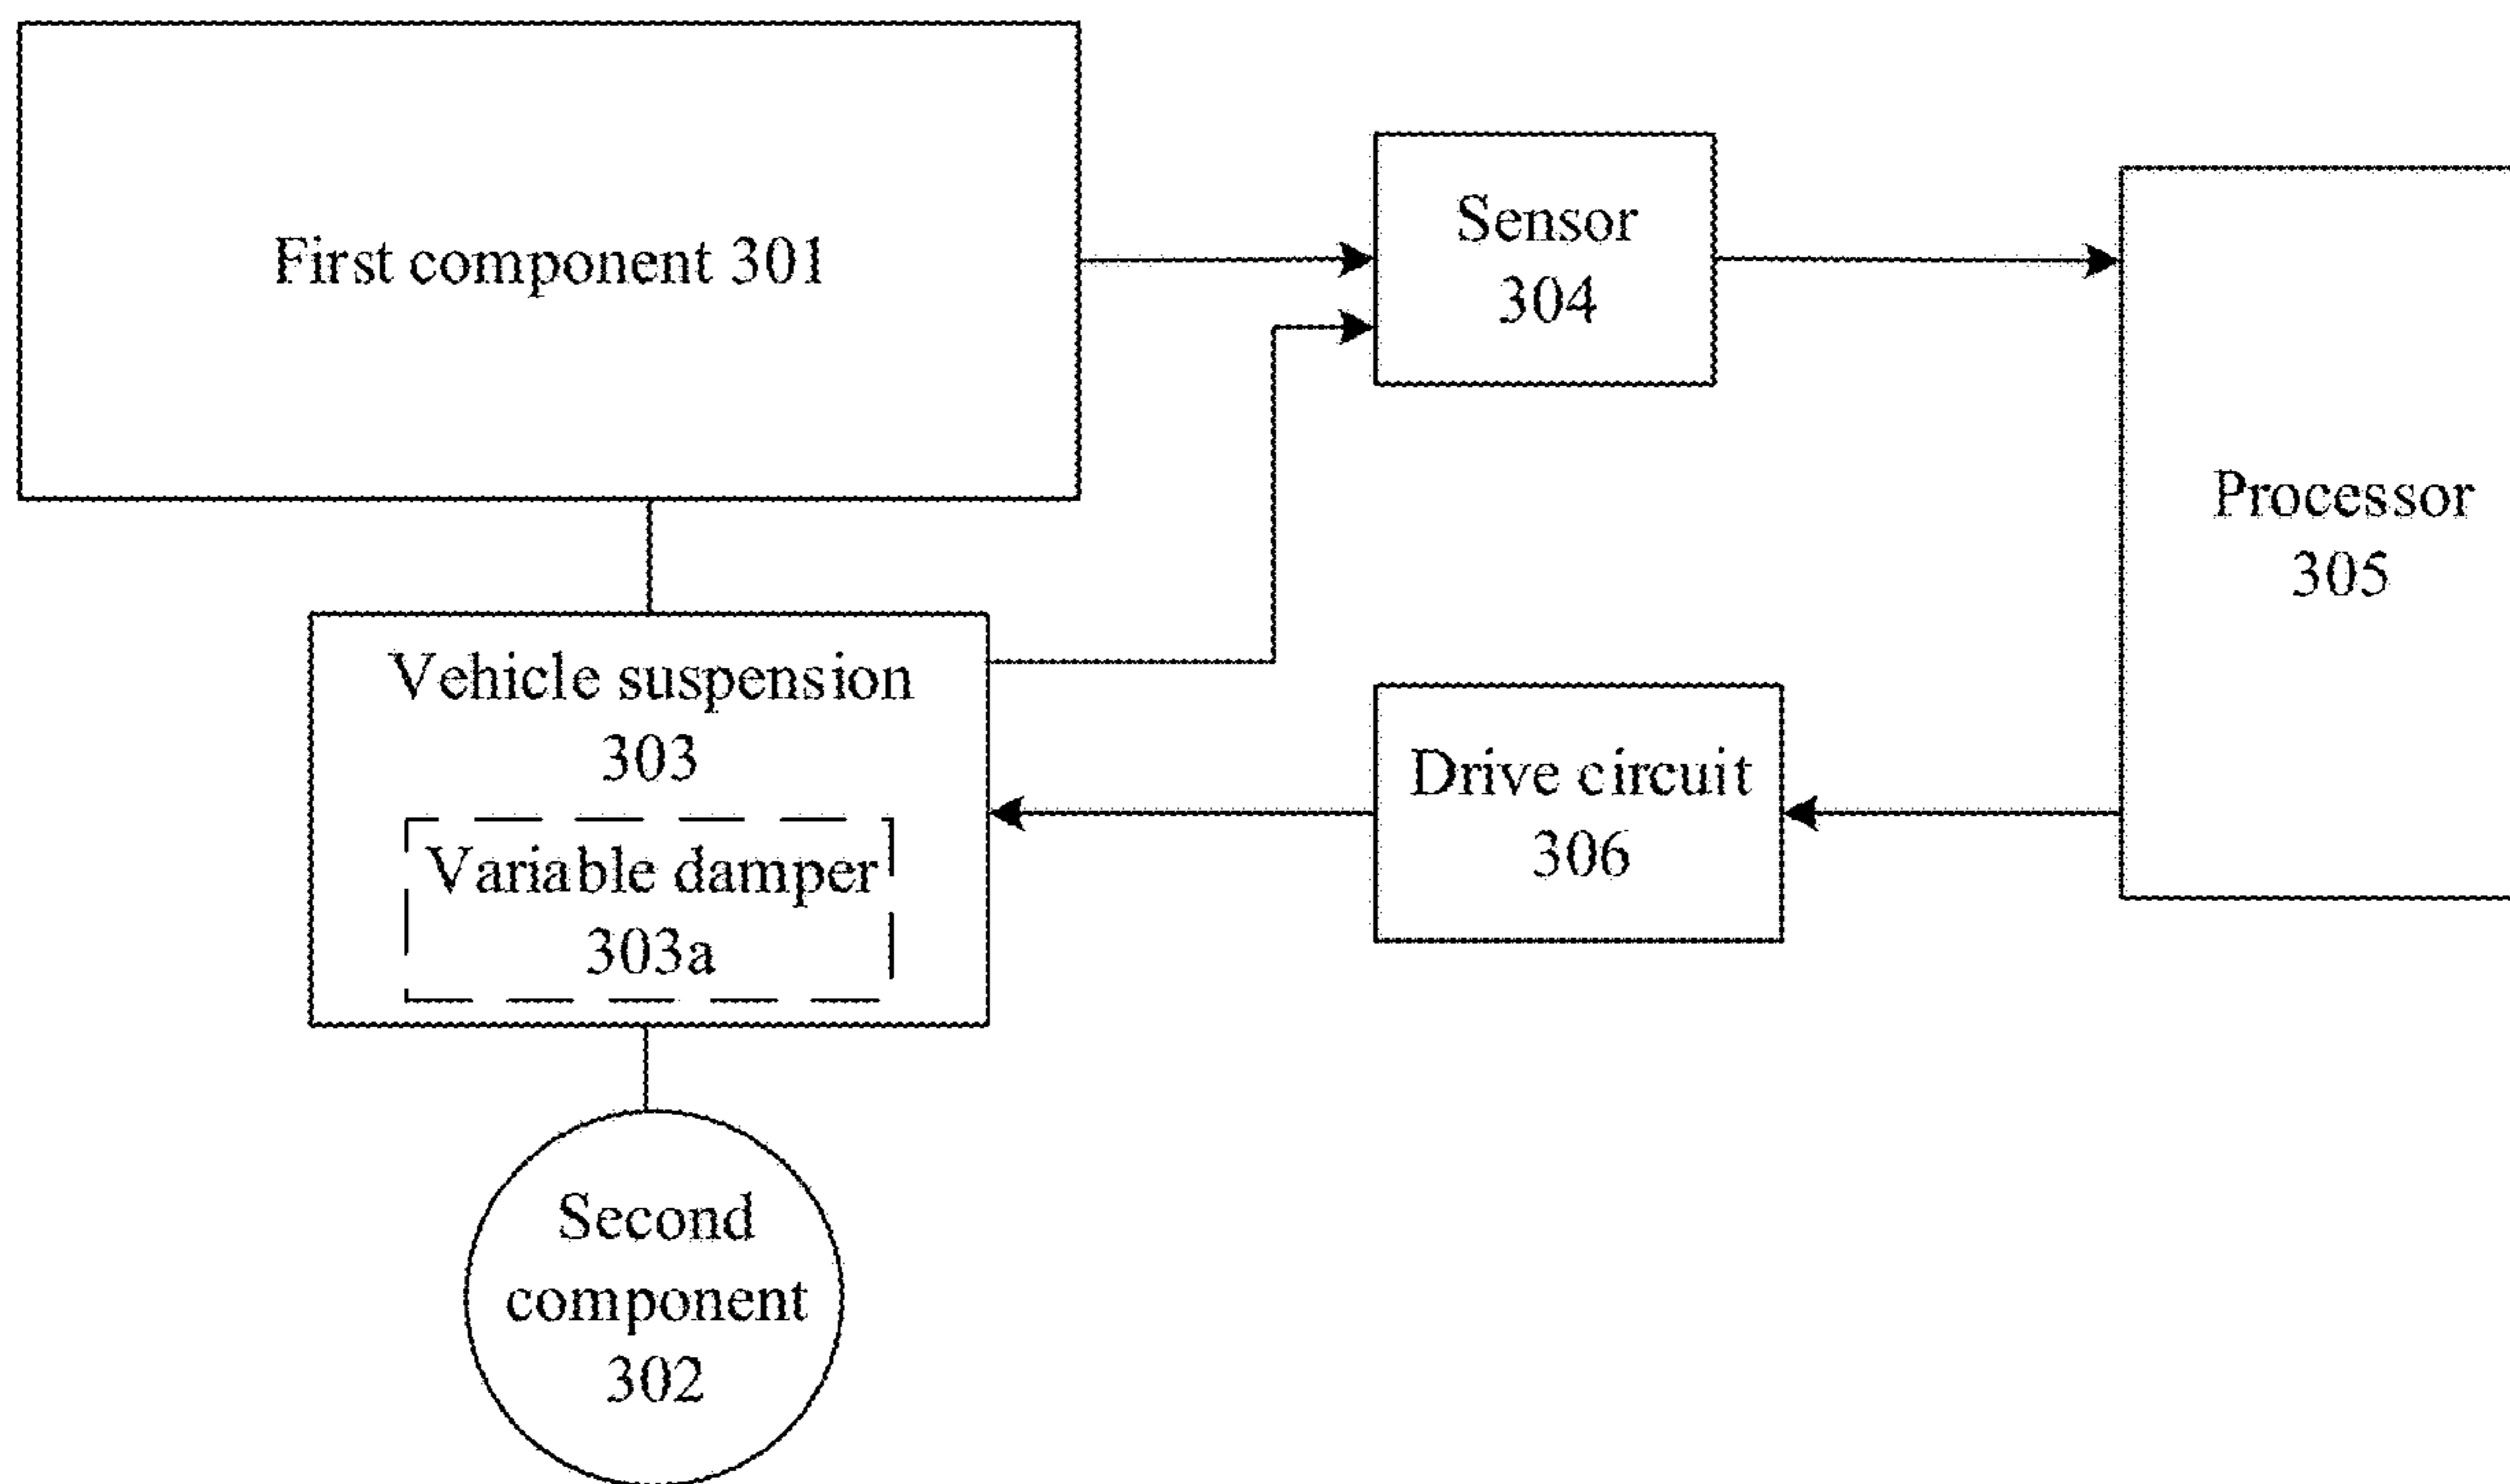 First component 301
Sensor
304
Processor
305
Vehicle suspension
303
Variable damper
303a
Drive circuit
306
Second
component
302